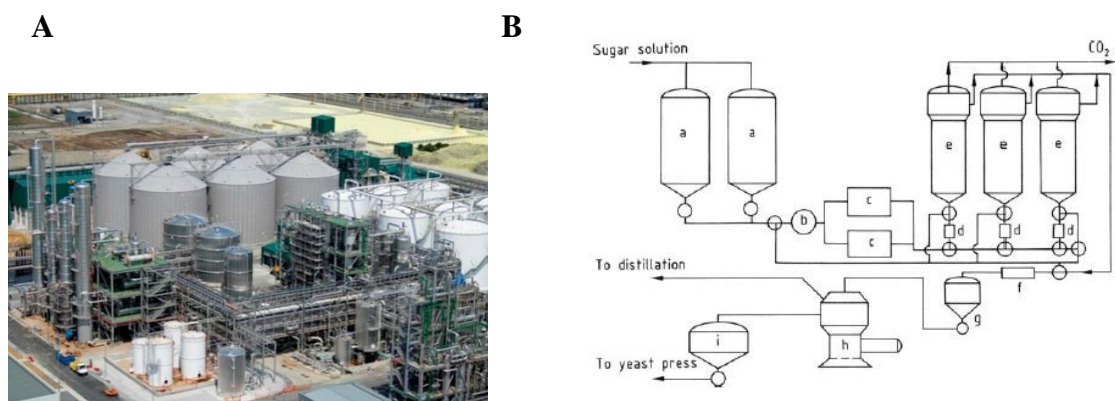 A
B
Sugar solution
CO2
a
a
e
e
e
b
c
c
d
d
d
To distillation
f
g
i
h
To yeast press